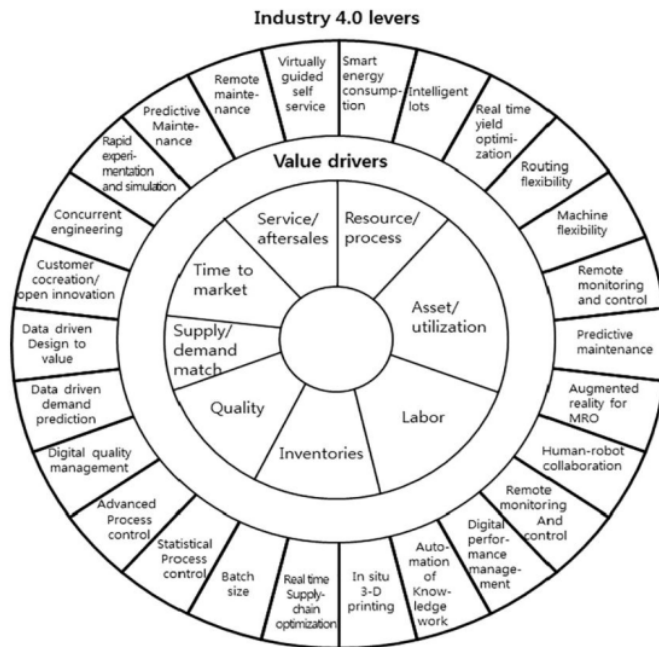 Industry 4.0 levers
Virtually
guided
self
service
Smart
energy
consump-
tion
Intelligent
lots
Real time
yield
optimi-
zation
Routing
flexibility
Machine
flexibility
Remote
monitoring
and control
Predictive
maintenance
Augmented
reality for
MRO
Human-robot
collaboration
Remote
monitoring
And
control
Digital
perfor-
mance
manage-
ment
Auto-
mation
of
Know-
ledge
work
In situ
3-D
printing
Real time
Supply-
chain
optimization
Batch
size
Statistical
Process
control
Advanced
Process
control
Digital quality
management
Data driven
demand
prediction
Data driven
Design to
value
Customer
cocreation/
open innovation
Concurrent
engineering
Rapid
experi-
mentation
and simulation
Predictive
Mainte-
nance
Remote
mainte-
nance
Value drivers
Service/
aftersales
Resource/
process
Asset/
utilization
Labor
Inventories
Quality
Supply/
demand
match
Time to
market